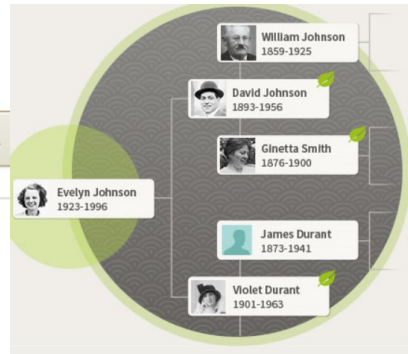 William Johnson
1859-1925
David Johnson
1893-1956
Ginetta Smith
1876-1900
Evelyn Johnson
1923-1996
James Durant
1873-1941
Violet Durant
1901-1963